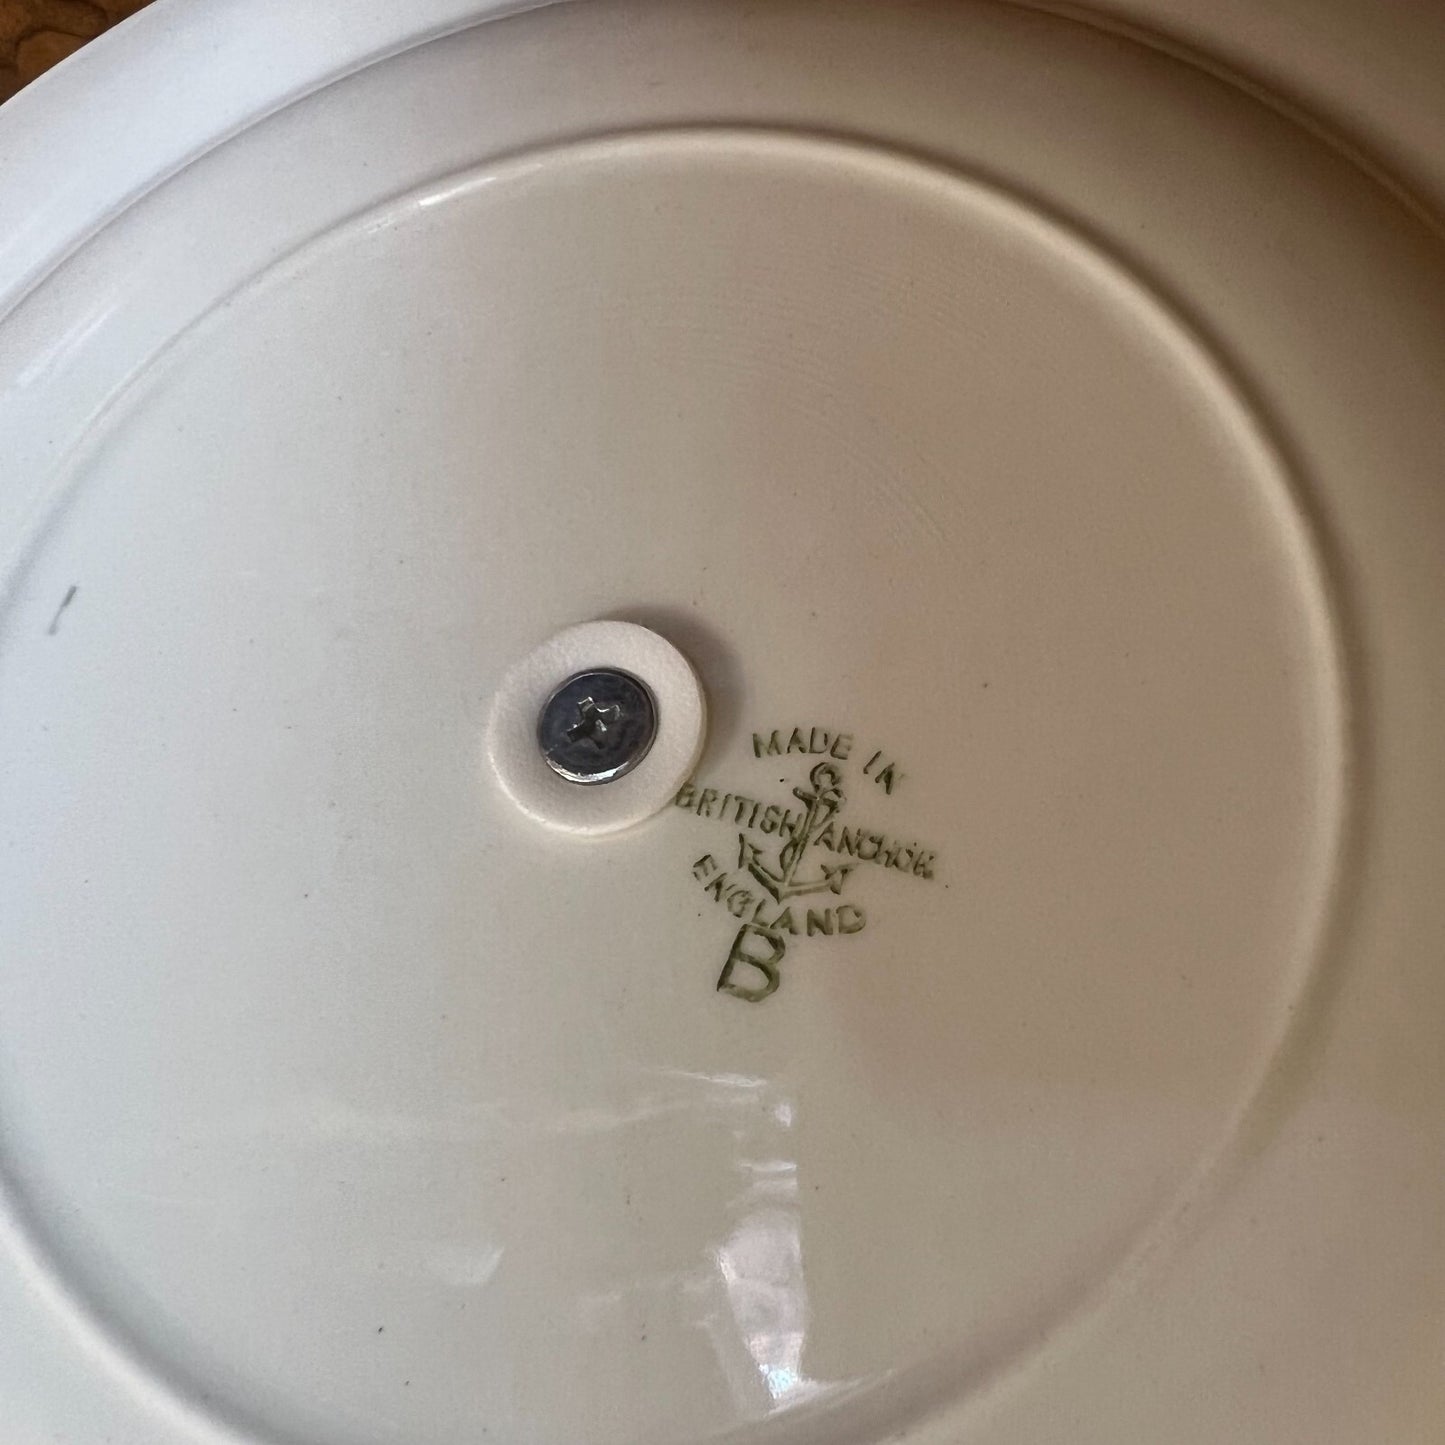 MADE IN
BRITISH ANCHOR
ENGLAND
B